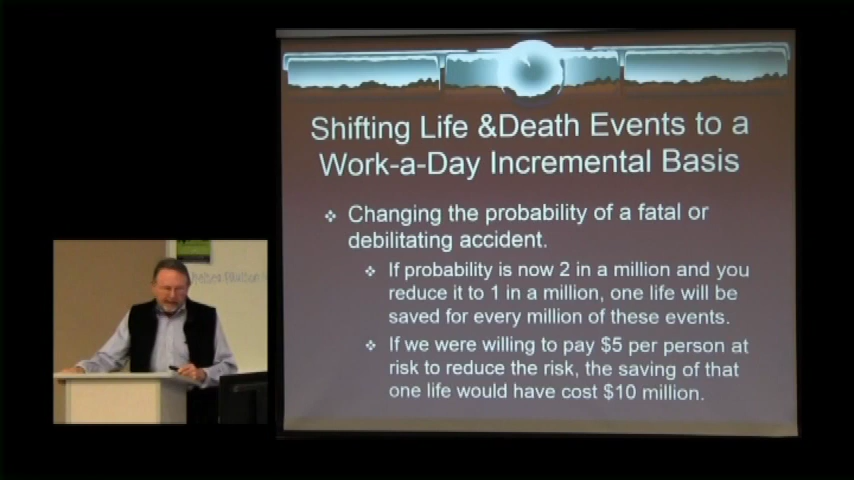 Shifting Life &Death Events to a
Work-a-Day Incremental Basis
Changing the probability of a fatal or
debilitating accident.
If probability is now 2 in a million and you
reduce it to 1 in a million, one life will be
saved for every million of these events.
If we were willing to pay $5 per person at
risk to reduce the risk, the saving of that
one life would have cost $10 million.